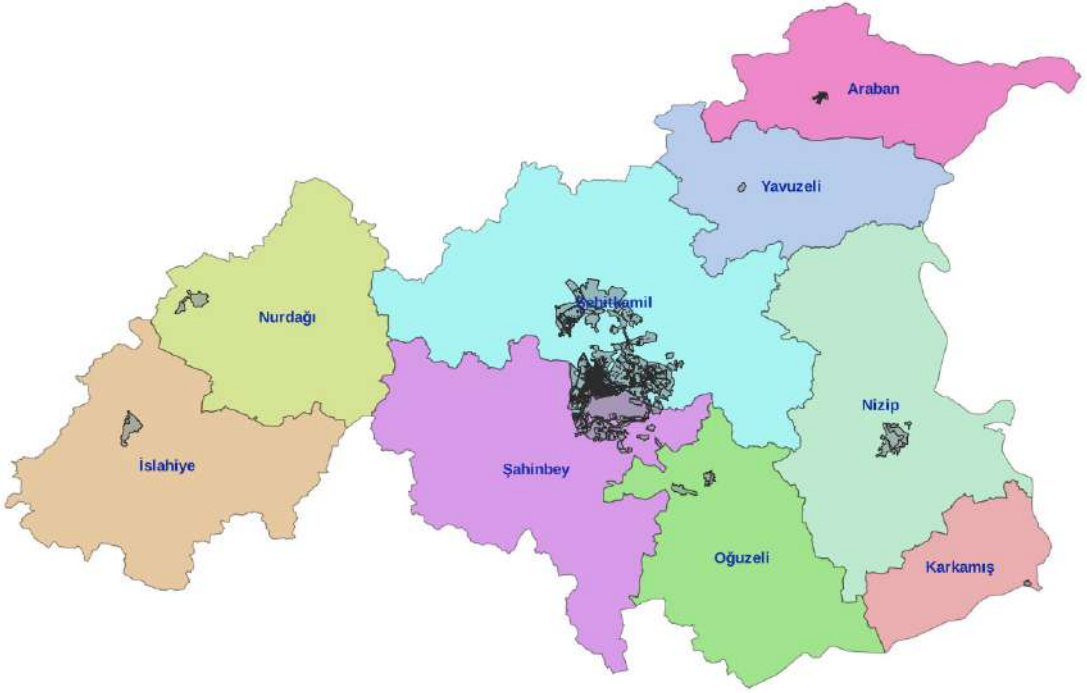 Araban
Yavuzeli
Şehitkamil
Nurdağı
Nizip
İslahiye
Şahinbey
Oğuzeli
Karkamış